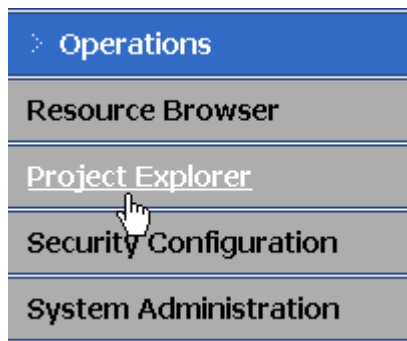 > Operations
Resource Browser
Project Explorer
Security Configuration
System Administration